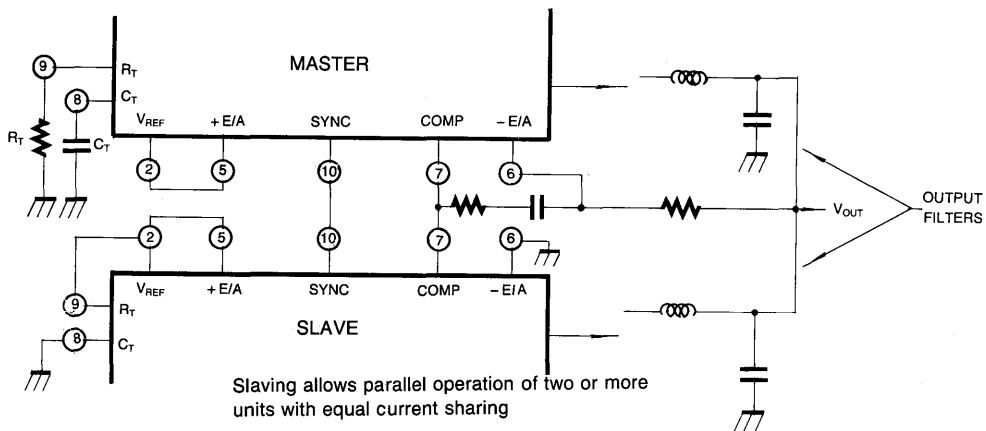 MASTER
9
R_T
8
C_T
R_T
C_T
V_REF
+ E/A
SYNC
COMP
– E/A
2
5
10
7
6
V_OUT
OUTPUT
FILTERS
2
5
10
7
6
V_REF
+ E/A
SYNC
COMP
– E/A
9
R_T
8
C_T
SLAVE
Slaving allows parallel operation of two or more
units with equal current sharing